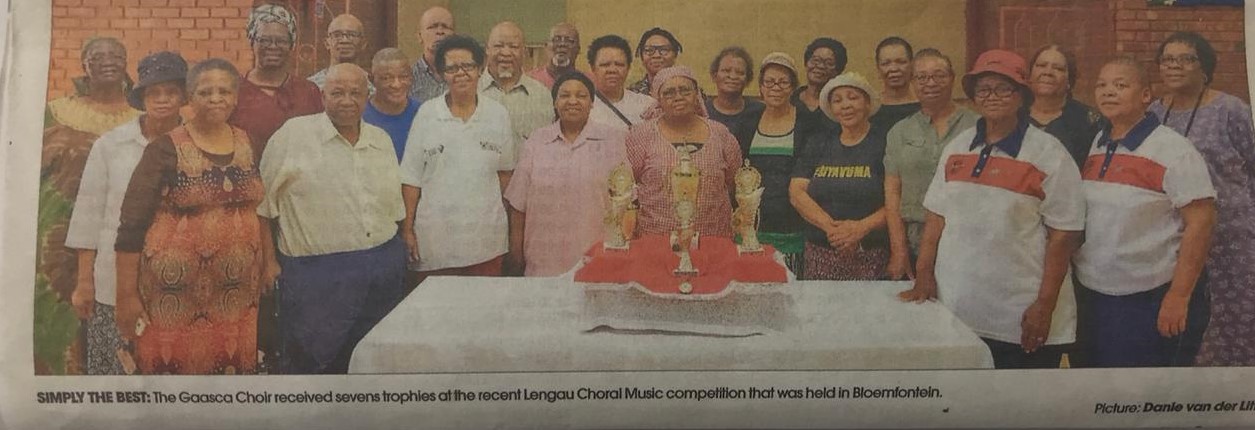 SIMPLY THE BEST: The Gaasca Choir received sevens trophies at the recent Lengau Choral Music competition that was held in Bloemfontein.
Picture: Danie van der